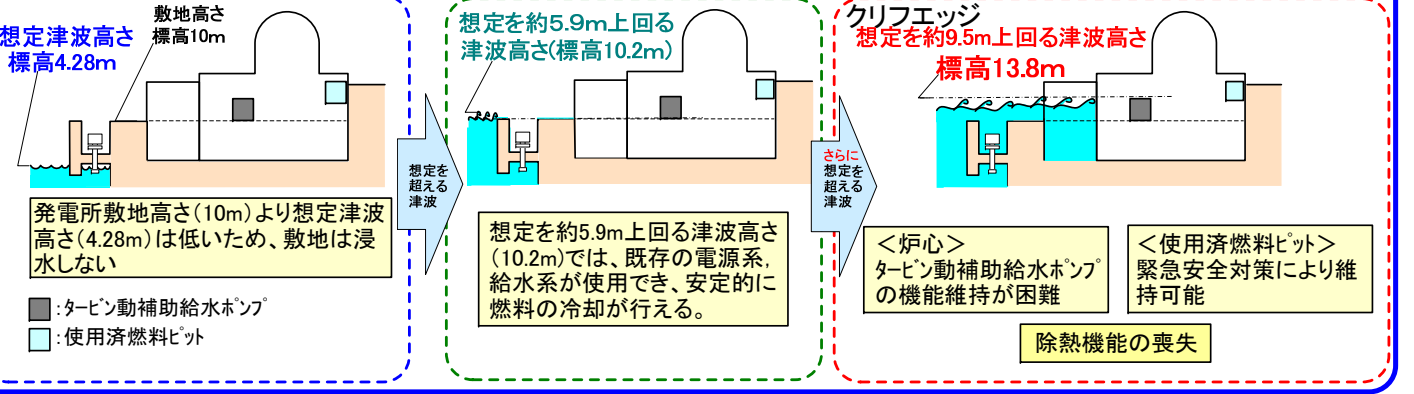 想定津波高さ
標高4.28m
敷地高さ
標高10m
発電所敷地高さ(10m)より想定津波
高さ(4.28m)は低いため、敷地は浸
水しない
:タービン動補助給水ポンプ
:使用済燃料ピット
想定を
超える
津波
想定を約5.9m上回る
津波高さ(標高10.2m)
想定を約5.9m上回る津波高さ
(10.2m)では、既存の電源系,
給水系が使用でき、安定的に
燃料の冷却が行える。
さらに
想定を
超える
津波
クリフエッジ
想定を約9.5m上回る津波高さ
標高13.8m
<炉心>
タービン動補助給水ポンプ
の機能維持が困難
<使用済燃料ピット>
緊急安全対策により維
持可能
除熱機能の喪失